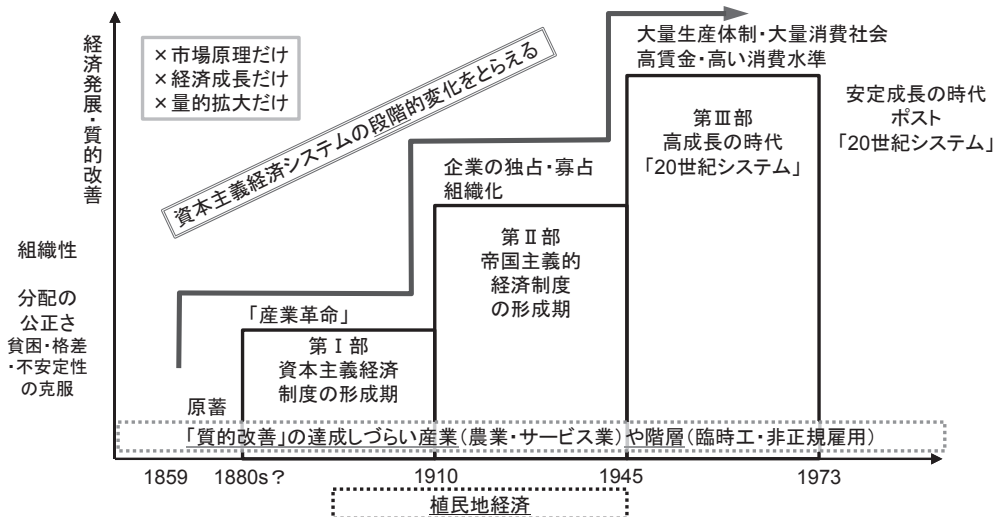 経済発展・質的改善
×市場原理だけ
×経済成長だけ
×量的拡大だけ
資本主義経済システムの段階的変化をとらえる
大量生産体制・大量消費社会
高賃金・高い消費水準
安定成長の時代
ポスト
「20世紀システム」
第Ⅲ部
高成長の時代
「20世紀システム」
企業の独占・寡占
組織化
第Ⅱ部
帝国主義的
経済制度
の形成期
組織性
分配の
公正さ
貧困・格差
・不安定性
の克服
「産業革命」
第Ⅰ部
資本主義経済
制度の形成期
原蓄
「質的改善」の達成しづらい産業(農業・サービス業)や階層(臨時工・非正規雇用)
1859
1880s?
1910
1945
1973
植民地経済